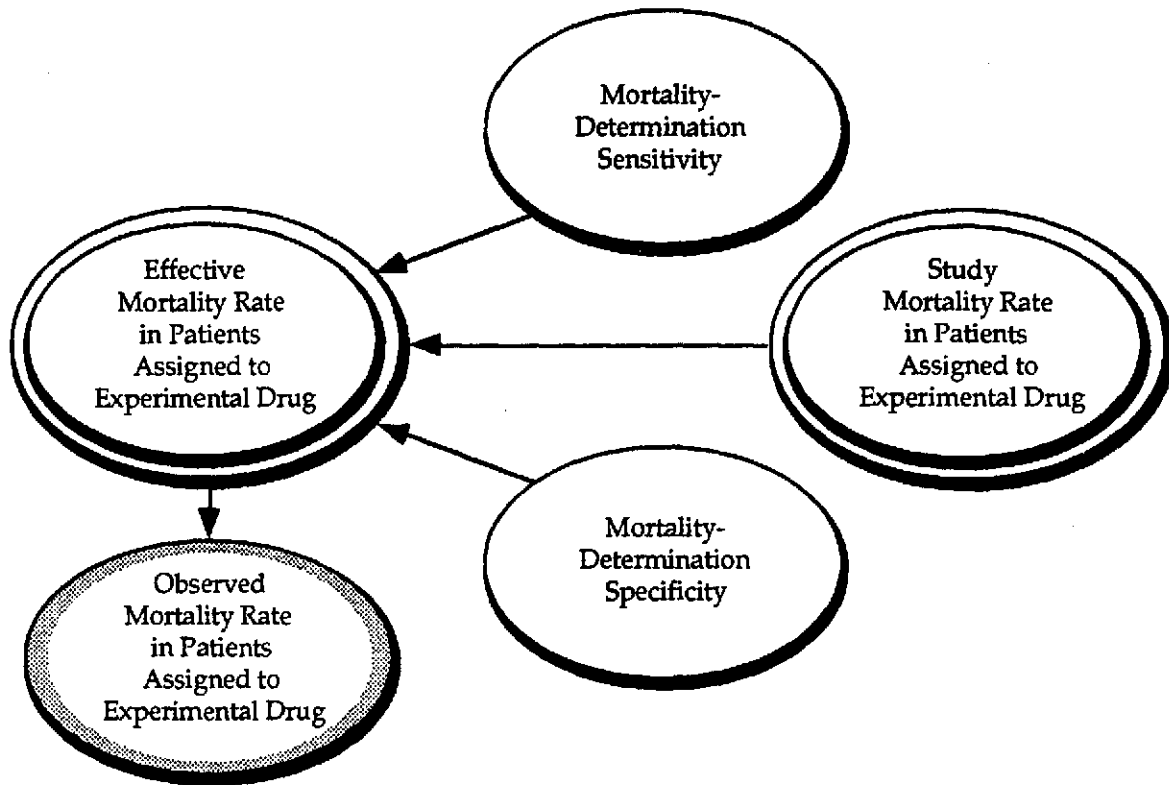 Mortality-
Determination
Sensitivity
Effective
Mortality Rate
in Patients
Assigned to
Experimental Drug
Study
Mortality Rate
in Patients
Assigned to
Experimental Drug
Mortality-
Determination
Specificity
Observed
Mortality Rate
in Patients
Assigned to
Experimental Drug